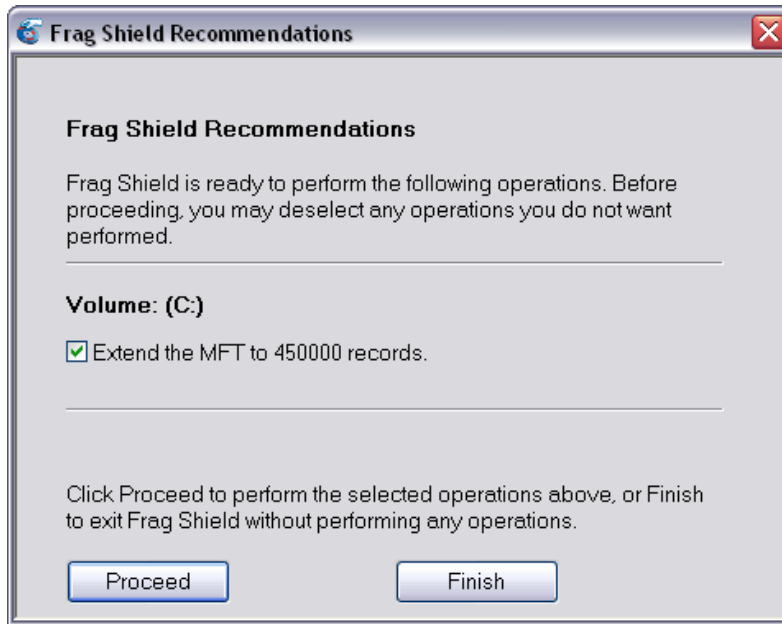 Frag Shield Recommendations
Frag Shield Recommendations
Frag Shield is ready to perform the following operations. Before
proceeding, you may deselect any operations you do not want
performed.
Volume: (C:)
Extend the MFT to 450000 records.
Click Proceed to perform the selected operations above, or Finish
to exit Frag Shield without performing any operations.
Proceed
Finish